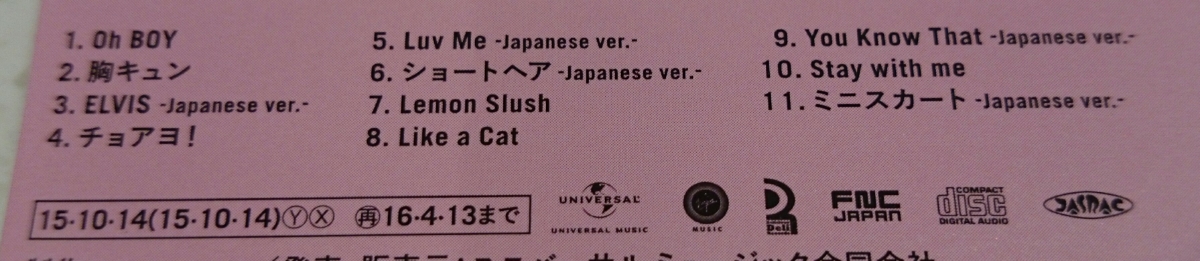 1. Oh BOY
2. 胸キュン
3. ELVIS -Japanese ver.-
4. チョアヨ！
5. Luv Me -Japanese ver.-
6. ショートヘア -Japanese ver.-
7. Lemon Slush
8. Like a Cat
9. You Know That -Japanese ver.-
10. Stay with me
11. ミニスカート -Japanese ver.-
15·10·14(15·10·14)ⓎⓍ ㊢16·4·13まで
UNIVERSAL
UNIVERSAL MUSIC
MUSIC
Deli
FNC
JAPAN
COMPACT
disc
DIGITAL AUDIO
JASRAC